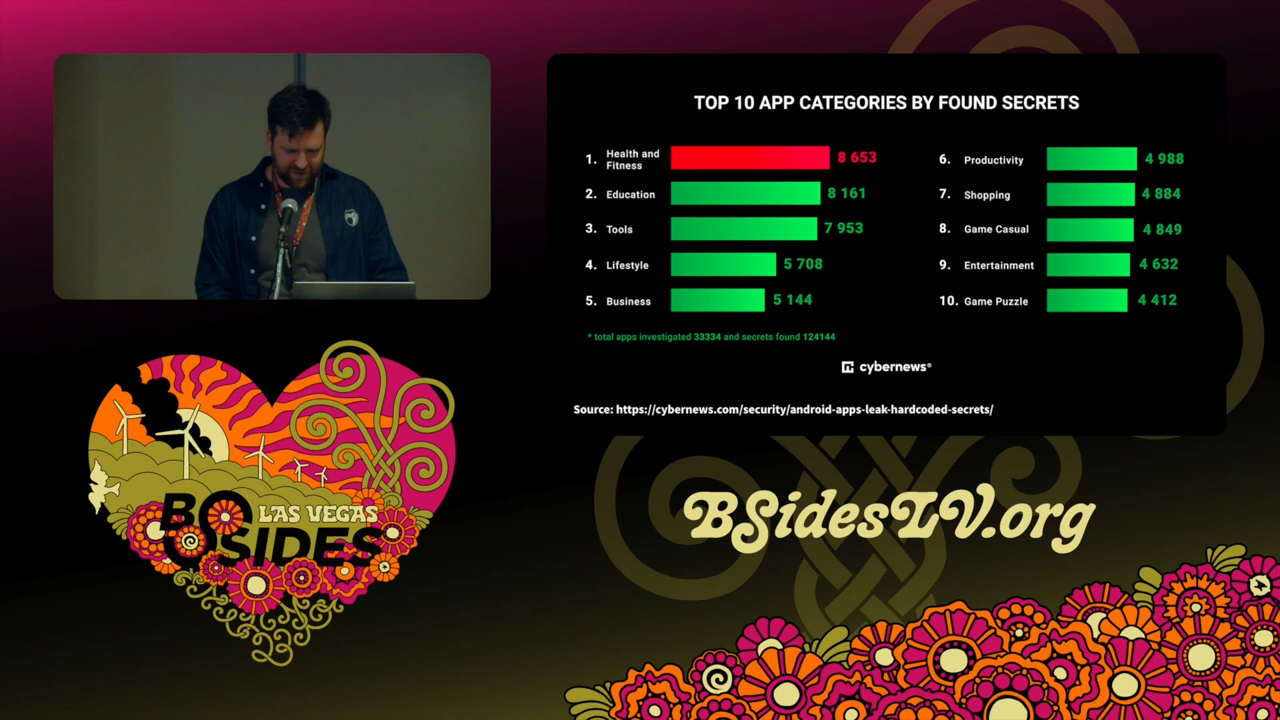 TOP 10 APP CATEGORIES BY FOUND SECRETS
1. Health and
Fitness
8 653
2. Education 8 161
3. Tools 7 953
4. Lifestyle 5 708
5. Business 5 144
6. Productivity 4 988
7. Shopping 4 884
8. Game Casual 4 849
9. Entertainment 4 632
10. Game Puzzle 4 412
* total apps investigated 33334 and secrets found 124144
cybernews®
Source: https://cybernews.com/security/android-apps-leak-hardcoded-secrets/
LAS VEGAS
BSIDES
BSidesLV.org